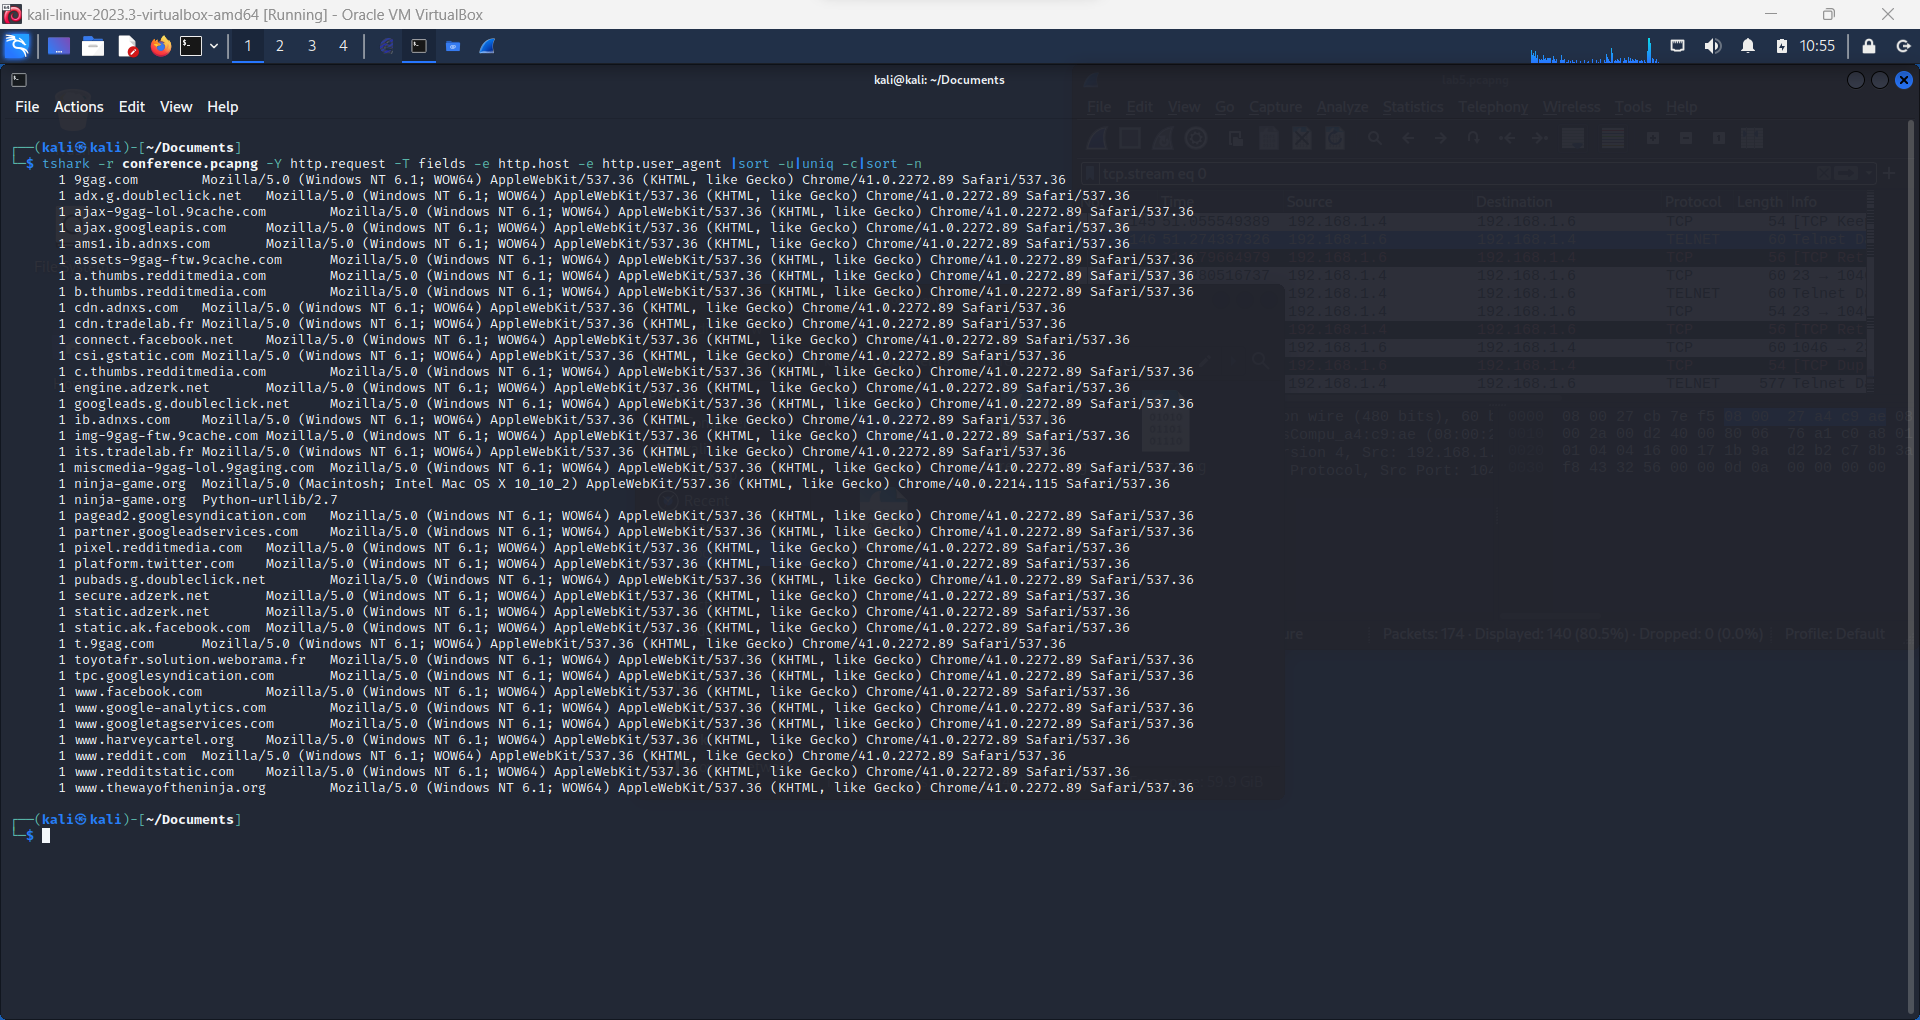 kali-linux-2023.3-virtualbox-amd64 [Running] - Oracle VM VirtualBox
1 2 3 4 10:55
kali@kali: ~/Documents
File Actions Edit View Help
┌──(kali㉿kali)-[~/Documents]
└─$ tshark -r conference.pcapng -Y http.request -T fields -e http.host -e http.user_agent |sort -u|uniq -c|sort -n
1 9gag.com Mozilla/5.0 (Windows NT 6.1; WOW64) AppleWebKit/537.36 (KHTML, like Gecko) Chrome/41.0.2272.89 Safari/537.36
1 adx.g.doubleclick.net Mozilla/5.0 (Windows NT 6.1; WOW64) AppleWebKit/537.36 (KHTML, like Gecko) Chrome/41.0.2272.89 Safari/537.36
1 ajax-9gag-lol.9cache.com Mozilla/5.0 (Windows NT 6.1; WOW64) AppleWebKit/537.36 (KHTML, like Gecko) Chrome/41.0.2272.89 Safari/537.36
1 ajax.googleapis.com Mozilla/5.0 (Windows NT 6.1; WOW64) AppleWebKit/537.36 (KHTML, like Gecko) Chrome/41.0.2272.89 Safari/537.36
1 ams1.ib.adnxs.com Mozilla/5.0 (Windows NT 6.1; WOW64) AppleWebKit/537.36 (KHTML, like Gecko) Chrome/41.0.2272.89 Safari/537.36
1 assets-9gag-ftw.9cache.com Mozilla/5.0 (Windows NT 6.1; WOW64) AppleWebKit/537.36 (KHTML, like Gecko) Chrome/41.0.2272.89 Safari/537.36
1 a.thumbs.redditmedia.com Mozilla/5.0 (Windows NT 6.1; WOW64) AppleWebKit/537.36 (KHTML, like Gecko) Chrome/41.0.2272.89 Safari/537.36
1 b.thumbs.redditmedia.com Mozilla/5.0 (Windows NT 6.1; WOW64) AppleWebKit/537.36 (KHTML, like Gecko) Chrome/41.0.2272.89 Safari/537.36
1 cdn.adnxs.com Mozilla/5.0 (Windows NT 6.1; WOW64) AppleWebKit/537.36 (KHTML, like Gecko) Chrome/41.0.2272.89 Safari/537.36
1 cdn.tradelab.fr Mozilla/5.0 (Windows NT 6.1; WOW64) AppleWebKit/537.36 (KHTML, like Gecko) Chrome/41.0.2272.89 Safari/537.36
1 connect.facebook.net Mozilla/5.0 (Windows NT 6.1; WOW64) AppleWebKit/537.36 (KHTML, like Gecko) Chrome/41.0.2272.89 Safari/537.36
1 csi.gstatic.com Mozilla/5.0 (Windows NT 6.1; WOW64) AppleWebKit/537.36 (KHTML, like Gecko) Chrome/41.0.2272.89 Safari/537.36
1 c.thumbs.redditmedia.com Mozilla/5.0 (Windows NT 6.1; WOW64) AppleWebKit/537.36 (KHTML, like Gecko) Chrome/41.0.2272.89 Safari/537.36
1 engine.adzerk.net Mozilla/5.0 (Windows NT 6.1; WOW64) AppleWebKit/537.36 (KHTML, like Gecko) Chrome/41.0.2272.89 Safari/537.36
1 googleads.g.doubleclick.net Mozilla/5.0 (Windows NT 6.1; WOW64) AppleWebKit/537.36 (KHTML, like Gecko) Chrome/41.0.2272.89 Safari/537.36
1 ib.adnxs.com Mozilla/5.0 (Windows NT 6.1; WOW64) AppleWebKit/537.36 (KHTML, like Gecko) Chrome/41.0.2272.89 Safari/537.36
1 img-9gag-ftw.9cache.com Mozilla/5.0 (Windows NT 6.1; WOW64) AppleWebKit/537.36 (KHTML, like Gecko) Chrome/41.0.2272.89 Safari/537.36
1 its.tradelab.fr Mozilla/5.0 (Windows NT 6.1; WOW64) AppleWebKit/537.36 (KHTML, like Gecko) Chrome/41.0.2272.89 Safari/537.36
1 miscmedia-9gag-lol.9gaging.com Mozilla/5.0 (Windows NT 6.1; WOW64) AppleWebKit/537.36 (KHTML, like Gecko) Chrome/41.0.2272.89 Safari/537.36
1 ninja-game.org Mozilla/5.0 (Macintosh; Intel Mac OS X 10_10_2) AppleWebKit/537.36 (KHTML, like Gecko) Chrome/40.0.2214.115 Safari/537.36
1 ninja-game.org Python-urllib/2.7
1 pagead2.googlesyndication.com Mozilla/5.0 (Windows NT 6.1; WOW64) AppleWebKit/537.36 (KHTML, like Gecko) Chrome/41.0.2272.89 Safari/537.36
1 partner.googleadservices.com Mozilla/5.0 (Windows NT 6.1; WOW64) AppleWebKit/537.36 (KHTML, like Gecko) Chrome/41.0.2272.89 Safari/537.36
1 pixel.redditmedia.com Mozilla/5.0 (Windows NT 6.1; WOW64) AppleWebKit/537.36 (KHTML, like Gecko) Chrome/41.0.2272.89 Safari/537.36
1 platform.twitter.com Mozilla/5.0 (Windows NT 6.1; WOW64) AppleWebKit/537.36 (KHTML, like Gecko) Chrome/41.0.2272.89 Safari/537.36
1 pubads.g.doubleclick.net Mozilla/5.0 (Windows NT 6.1; WOW64) AppleWebKit/537.36 (KHTML, like Gecko) Chrome/41.0.2272.89 Safari/537.36
1 secure.adzerk.net Mozilla/5.0 (Windows NT 6.1; WOW64) AppleWebKit/537.36 (KHTML, like Gecko) Chrome/41.0.2272.89 Safari/537.36
1 static.adzerk.net Mozilla/5.0 (Windows NT 6.1; WOW64) AppleWebKit/537.36 (KHTML, like Gecko) Chrome/41.0.2272.89 Safari/537.36
1 static.ak.facebook.com Mozilla/5.0 (Windows NT 6.1; WOW64) AppleWebKit/537.36 (KHTML, like Gecko) Chrome/41.0.2272.89 Safari/537.36
1 t.9gag.com Mozilla/5.0 (Windows NT 6.1; WOW64) AppleWebKit/537.36 (KHTML, like Gecko) Chrome/41.0.2272.89 Safari/537.36
1 toyotafr.solution.weborama.fr Mozilla/5.0 (Windows NT 6.1; WOW64) AppleWebKit/537.36 (KHTML, like Gecko) Chrome/41.0.2272.89 Safari/537.36
1 tpc.googlesyndication.com Mozilla/5.0 (Windows NT 6.1; WOW64) AppleWebKit/537.36 (KHTML, like Gecko) Chrome/41.0.2272.89 Safari/537.36
1 www.facebook.com Mozilla/5.0 (Windows NT 6.1; WOW64) AppleWebKit/537.36 (KHTML, like Gecko) Chrome/41.0.2272.89 Safari/537.36
1 www.google-analytics.com Mozilla/5.0 (Windows NT 6.1; WOW64) AppleWebKit/537.36 (KHTML, like Gecko) Chrome/41.0.2272.89 Safari/537.36
1 www.googletagservices.com Mozilla/5.0 (Windows NT 6.1; WOW64) AppleWebKit/537.36 (KHTML, like Gecko) Chrome/41.0.2272.89 Safari/537.36
1 www.harveycartel.org Mozilla/5.0 (Windows NT 6.1; WOW64) AppleWebKit/537.36 (KHTML, like Gecko) Chrome/41.0.2272.89 Safari/537.36
1 www.reddit.com Mozilla/5.0 (Windows NT 6.1; WOW64) AppleWebKit/537.36 (KHTML, like Gecko) Chrome/41.0.2272.89 Safari/537.36
1 www.redditstatic.com Mozilla/5.0 (Windows NT 6.1; WOW64) AppleWebKit/537.36 (KHTML, like Gecko) Chrome/41.0.2272.89 Safari/537.36
1 www.thewayoftheninja.org Mozilla/5.0 (Windows NT 6.1; WOW64) AppleWebKit/537.36 (KHTML, like Gecko) Chrome/41.0.2272.89 Safari/537.36
┌──(kali㉿kali)-[~/Documents]
└─$
File Edit View Go Capture Analyze Statistics Telephony Wireless Tools Help
tcp.stream eq 0
Time Source Destination Protocol Length Info
Packets: 174 · Displayed: 140 (80.5%) · Dropped: 0 (0.0%) Profile: Default